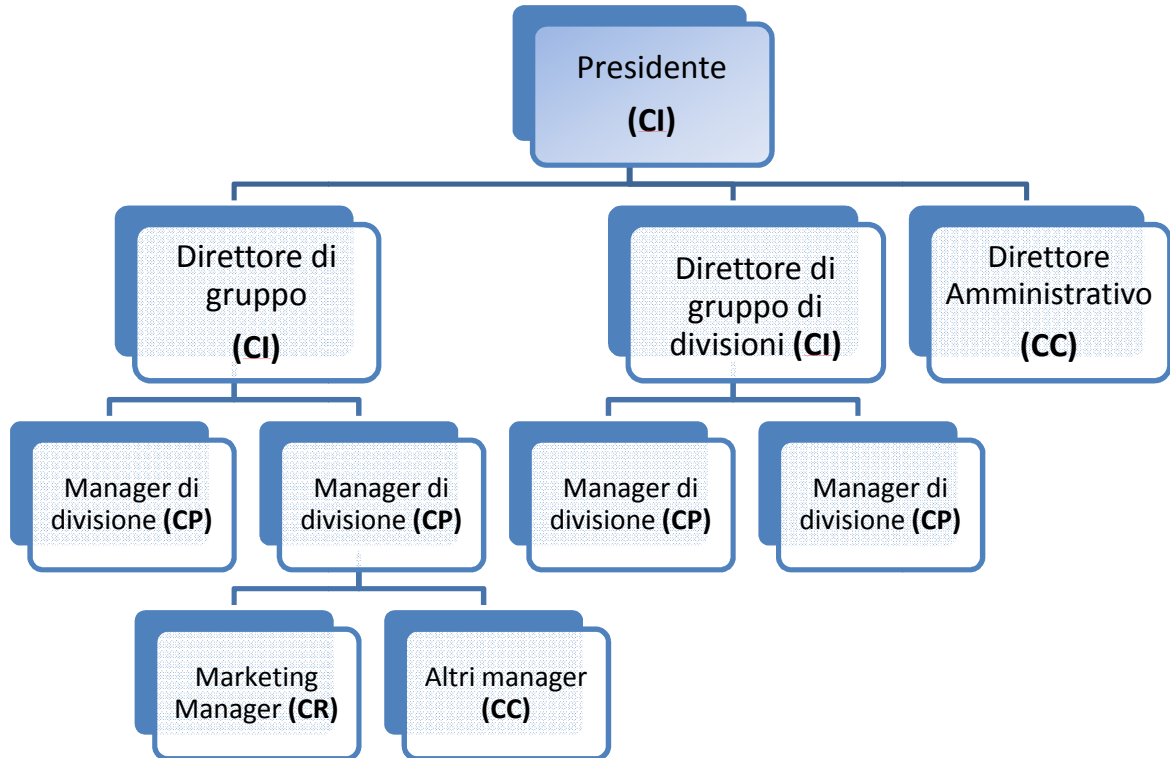 Presidente
(CI)
Direttore di
gruppo
(CI)
Direttore di
gruppo di
divisioni (CI)
Direttore
Amministrativo
(CC)
Manager di
divisione (CP)
Manager di
divisione (CP)
Manager di
divisione (CP)
Manager di
divisione (CP)
Marketing
Manager (CR)
Altri manager
(CC)